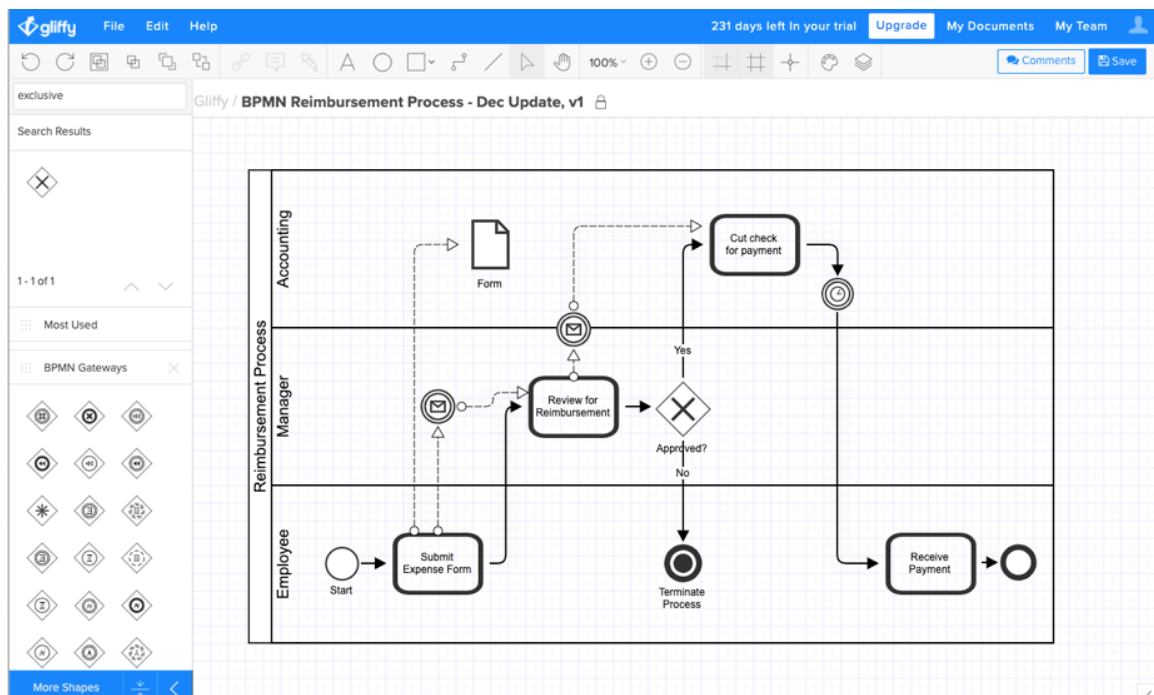 gliffy File Edit Help 231 days left in your trial Upgrade My Documents My Team
A 100% Comments Save
exclusive
Gliffy / BPMN Reimbursement Process - Dec Update, v1
Search Results
1 - 1 of 1
Most Used
BPMN Gateways
More Shapes
Reimbursement Process
Accounting
Form
Cut check
for payment
Manager
Review for
Reimbursement
Yes
Approved?
No
Employee
Start
Submit
Expense Form
Terminate
Process
Receive
Payment